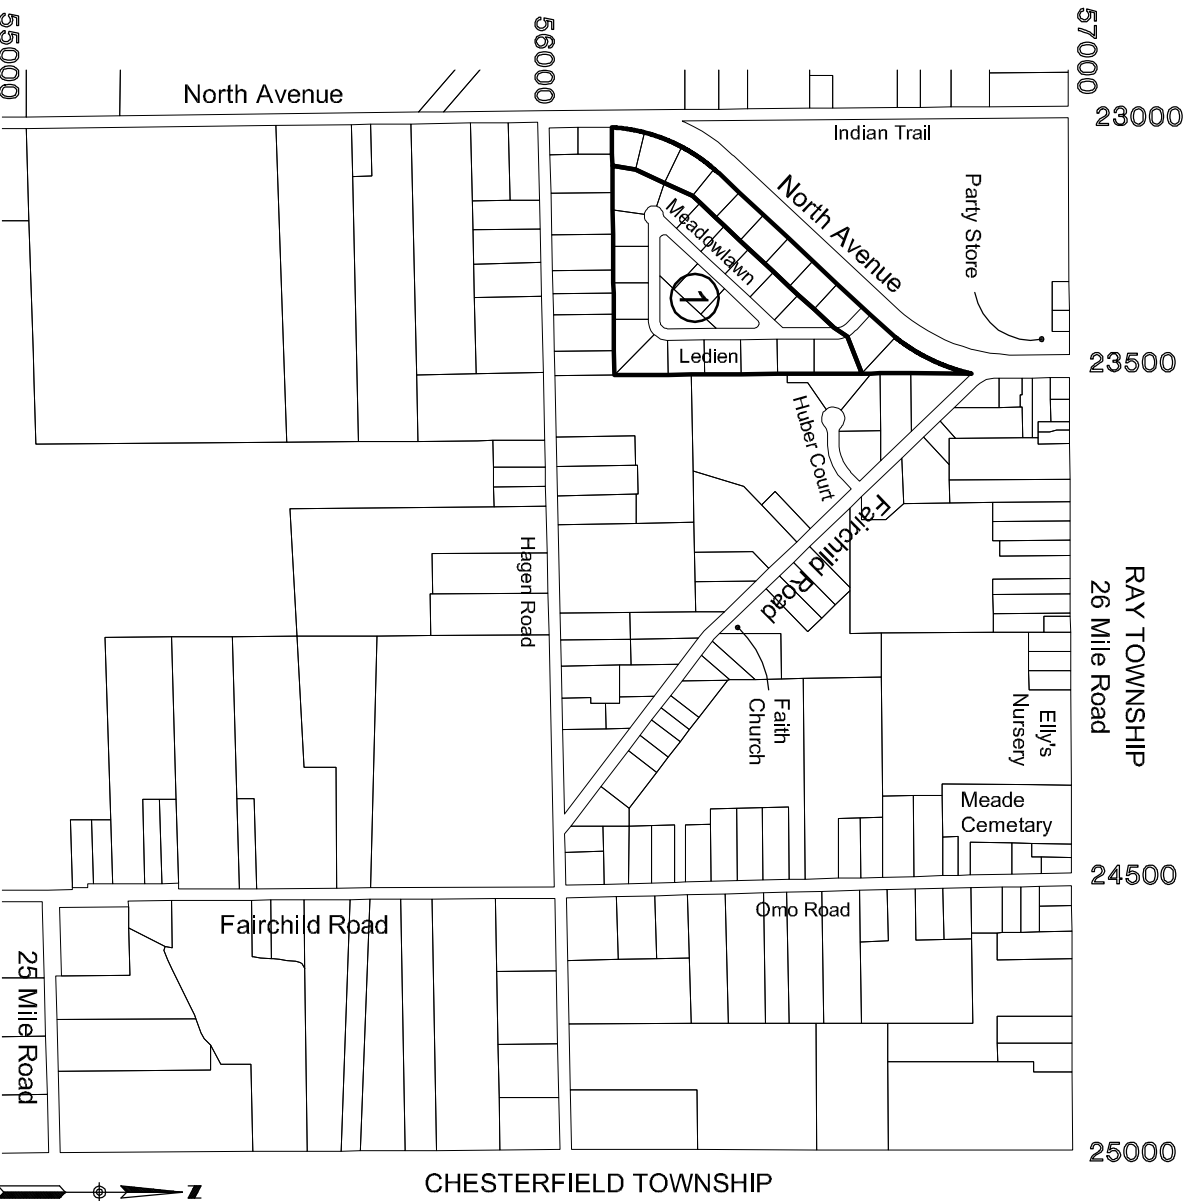 55000
56000
57000
North Avenue
23000
Indian Trail
Party Store
North Avenue
Meadowlawn
1
Ledien
23500
Huber Court
Fairchild Road
Hagen Road
RAY TOWNSHIP
26 Mile Road
Faith
Church
Elly's
Nursery
Meade
Cemetary
24500
Omo Road
Fairchild Road
25 Mile Road
25000
CHESTERFIELD TOWNSHIP
N